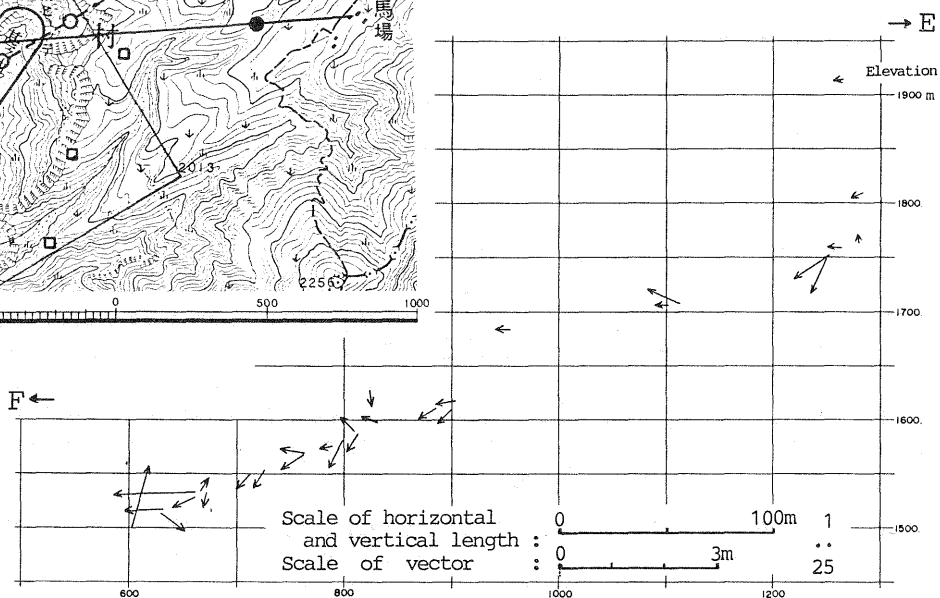 馬場
村
2013
2256
0 500 1000
→ E
Elevation
1900 m
1800.
1700.
F ←
1600.
1500.
Scale of horizontal
and vertical length :
0 100m
Scale of vector :
0 3m
1
:
25
600 800 1000 1200